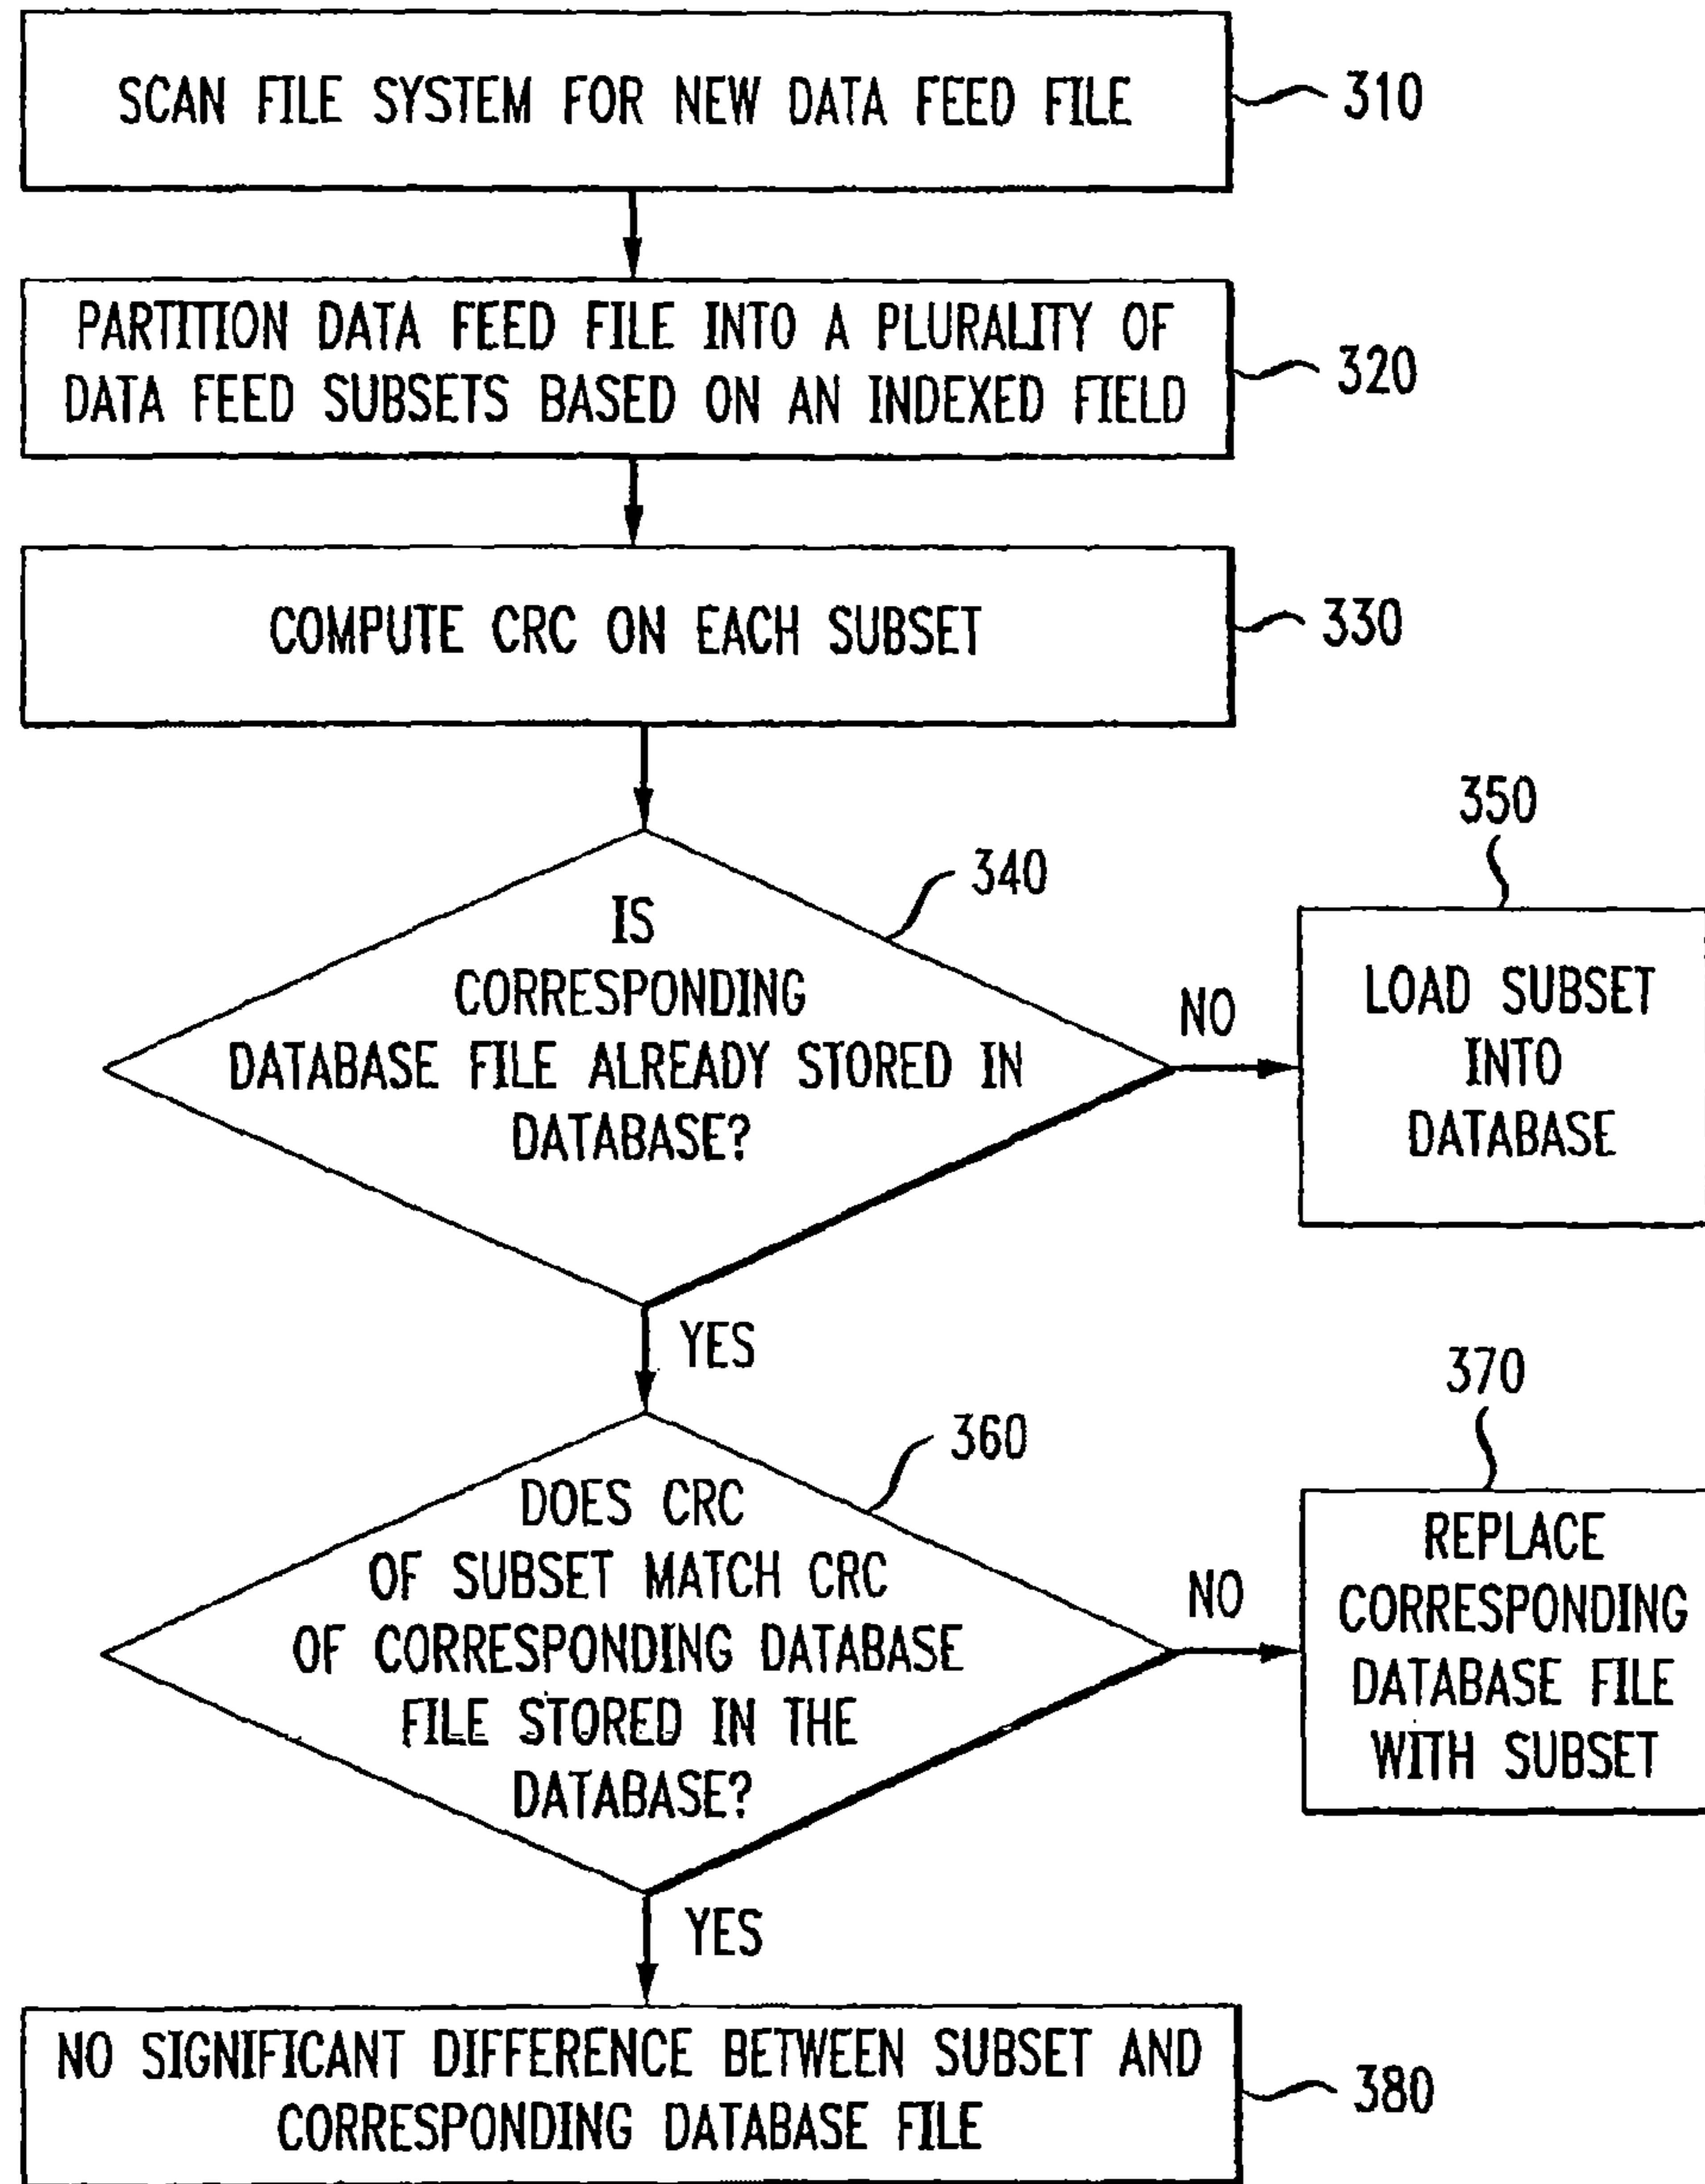 SCAN FILE SYSTEM FOR NEW DATA FEED FILE
310
PARTITION DATA FEED FILE INTO A PLURALITY OF
DATA FEED SUBSETS BASED ON AN INDEXED FIELD
320
COMPUTE CRC ON EACH SUBSET
330
340
IS
CORRESPONDING
DATABASE FILE ALREADY STORED IN
DATABASE?
NO
350
LOAD SUBSET
INTO
DATABASE
YES
360
DOES CRC
OF SUBSET MATCH CRC
OF CORRESPONDING DATABASE
FILE STORED IN THE
DATABASE?
NO
370
REPLACE
CORRESPONDING
DATABASE FILE
WITH SUBSET
YES
NO SIGNIFICANT DIFFERENCE BETWEEN SUBSET AND
CORRESPONDING DATABASE FILE
380